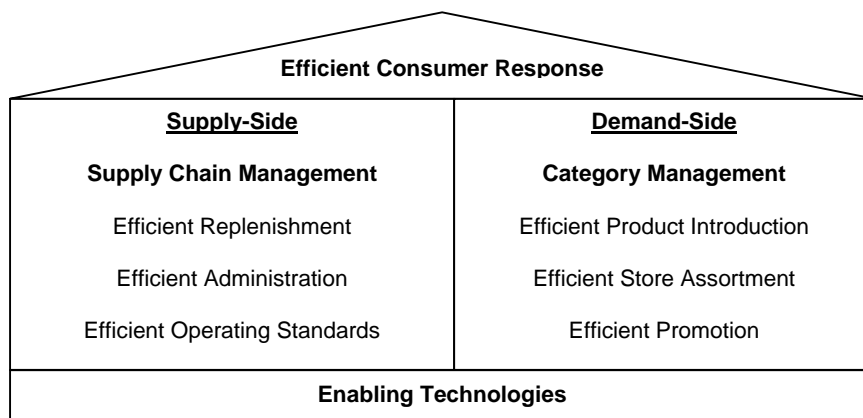 Efficient Consumer Response
Supply-Side
Supply Chain Management
Efficient Replenishment
Efficient Administration
Efficient Operating Standards
Demand-Side
Category Management
Efficient Product Introduction
Efficient Store Assortment
Efficient Promotion
Enabling Technologies